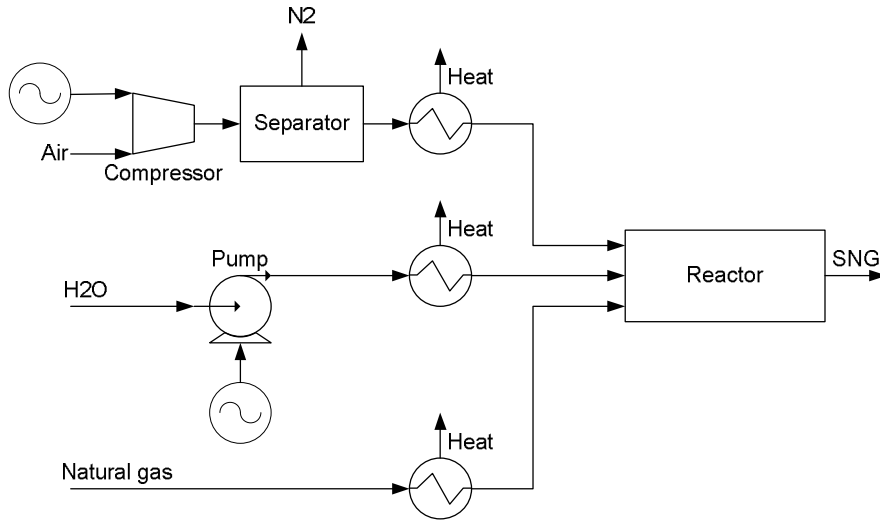 N2
Heat
Separator
Air
Compressor
Heat
Pump
SNG
Reactor
H2O
Heat
Natural gas